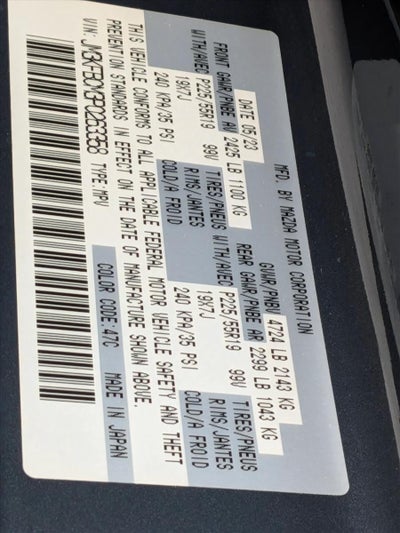 MFD. BY MAZDA MOTOR CORPORATION
DATE 05/23 GVWR/PNBV 4724 LB 2143 KG
FRONT GAWR/PNBE AV 2425 LB 1100 KG REAR GAWR/PNBE AR 2299 LB 1043 KG
TIRES/PNEUS RIMS/JANTES COLD/A FROID TIRES/PNEUS RIMS/JANTES COLD/A FROID
WITH/AVEC P225/55R19 99V 19X7J 240 KPA/35 PSI WITH/AVEC P225/55R19 99V 19X7J 240 KPA/35 PSI
THIS VEHICLE CONFORMS TO ALL APPLICABLE FEDERAL MOTOR VEHICLE SAFETY AND THEFT
PREVENTION STANDARDS IN EFFECT ON THE DATE OF MANUFACTURE SHOWN ABOVE.
VIN: TYPE:MPV COLOR CODE:47C MADE IN JAPAN